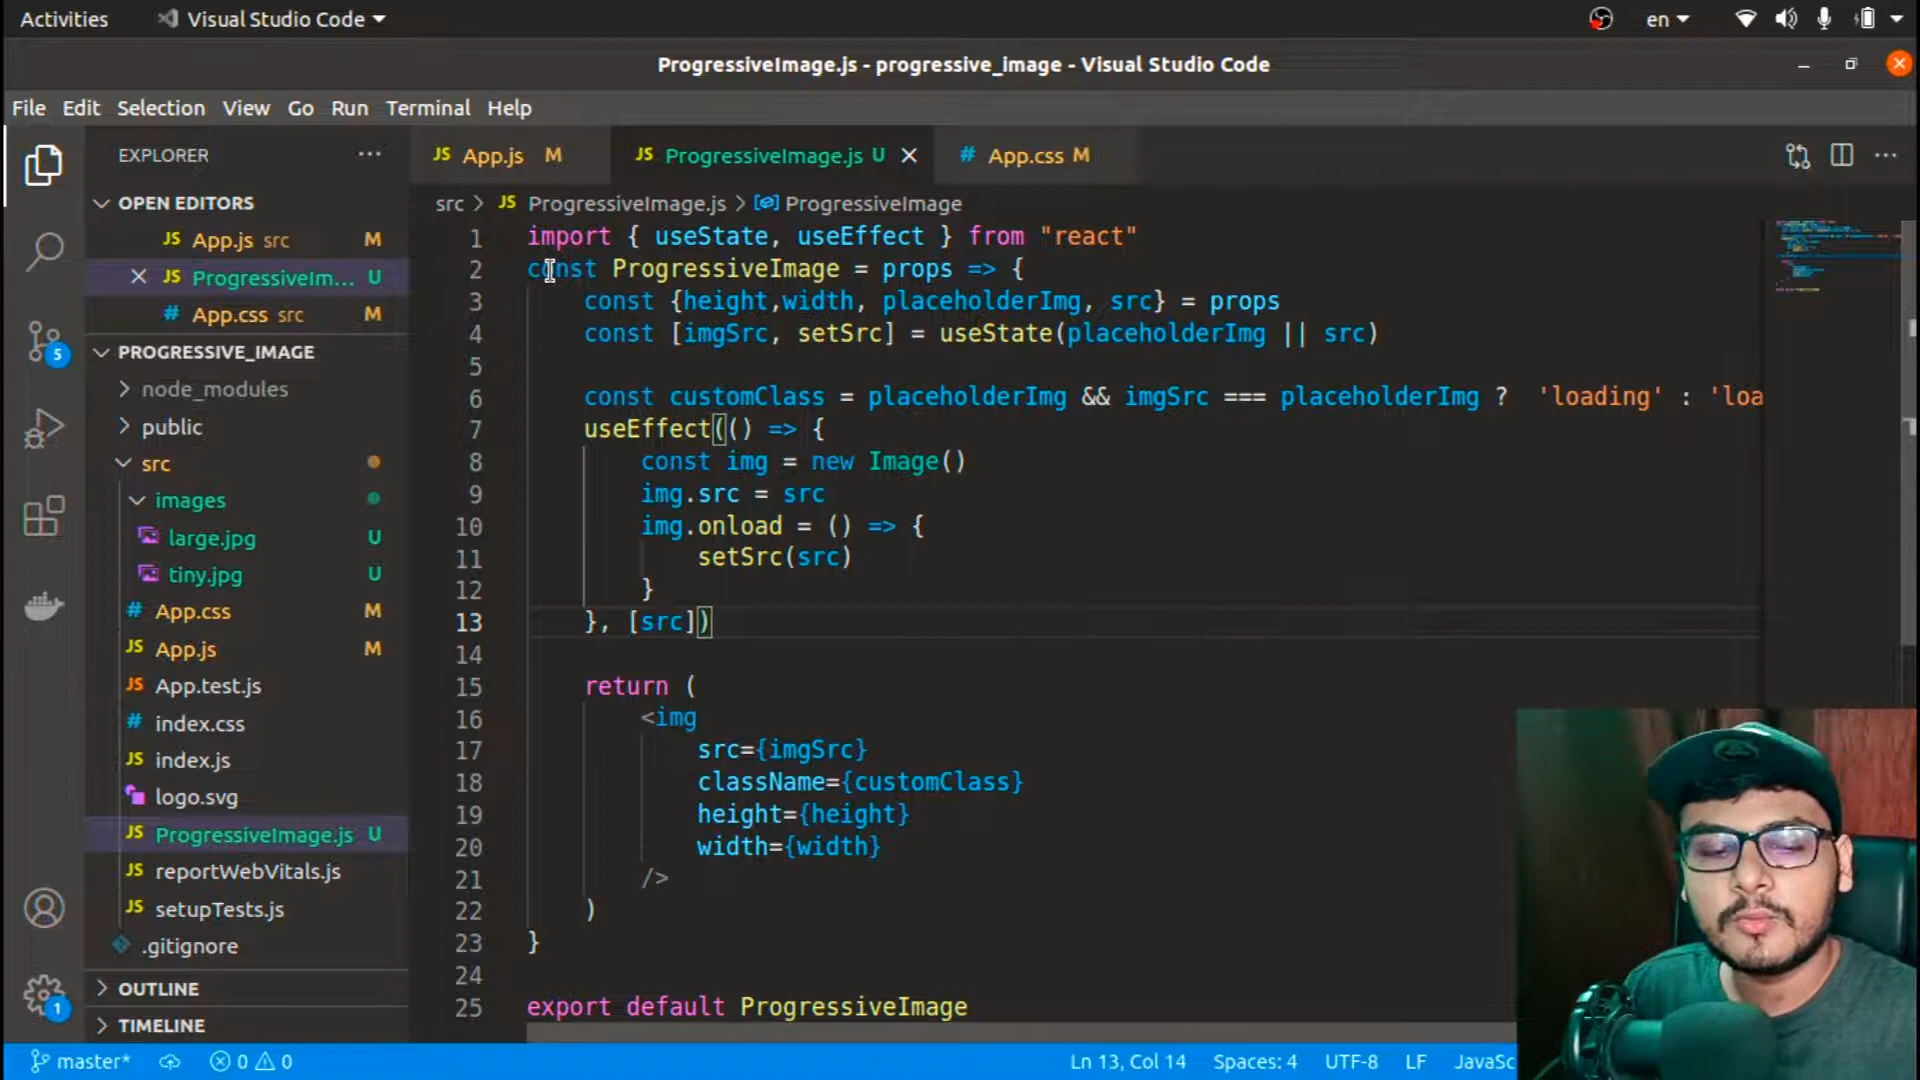 Activities
Visual Studio Code
en
ProgressiveImage.js - progressive_image - Visual Studio Code
File Edit Selection View Go Run Terminal Help
EXPLORER
JS App.js M
JS ProgressiveImage.js U
# App.css M
OPEN EDITORS
JS App.js src M
JS ProgressiveIm... U
# App.css src M
PROGRESSIVE_IMAGE
node_modules
public
src
images
large.jpg U
tiny.jpg U
# App.css M
JS App.js M
JS App.test.js
# index.css
JS index.js
logo.svg
JS ProgressiveImage.js U
JS reportWebVitals.js
JS setupTests.js
.gitignore
OUTLINE
TIMELINE
5
1
src > JS ProgressiveImage.js > ProgressiveImage
1 import { useState, useEffect } from "react"
2 const ProgressiveImage = props => {
3 const {height,width, placeholderImg, src} = props
4 const [imgSrc, setSrc] = useState(placeholderImg || src)
5
6 const customClass = placeholderImg && imgSrc === placeholderImg ? 'loading' : 'loa
7 useEffect(() => {
8 const img = new Image()
9 img.src = src
10 img.onload = () => {
11 setSrc(src)
12 }
13 }, [src])
14
15 return (
16 <img
17 src={imgSrc}
18 className={customClass}
19 height={height}
20 width={width}
21 />
22 )
23 }
24
25 export default ProgressiveImage
master* 0 0 Ln 13, Col 14 Spaces: 4 UTF-8 LF JavaSc